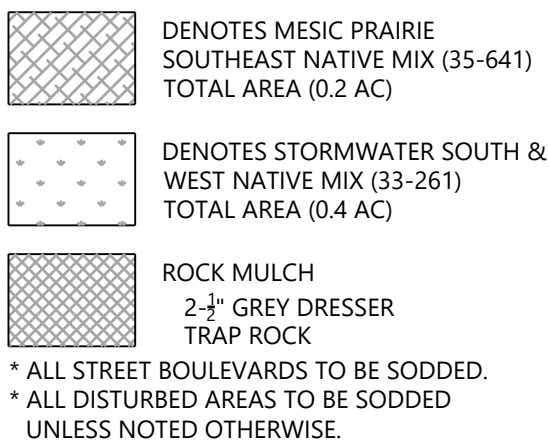 DENOTES MESIC PRAIRIE
SOUTHEAST NATIVE MIX (35-641)
TOTAL AREA (0.2 AC)
DENOTES STORMWATER SOUTH &
WEST NATIVE MIX (33-261)
TOTAL AREA (0.4 AC)
ROCK MULCH
2-1/2" GREY DRESSER
TRAP ROCK
* ALL STREET BOULEVARDS TO BE SODDED.
* ALL DISTURBED AREAS TO BE SODDED
UNLESS NOTED OTHERWISE.